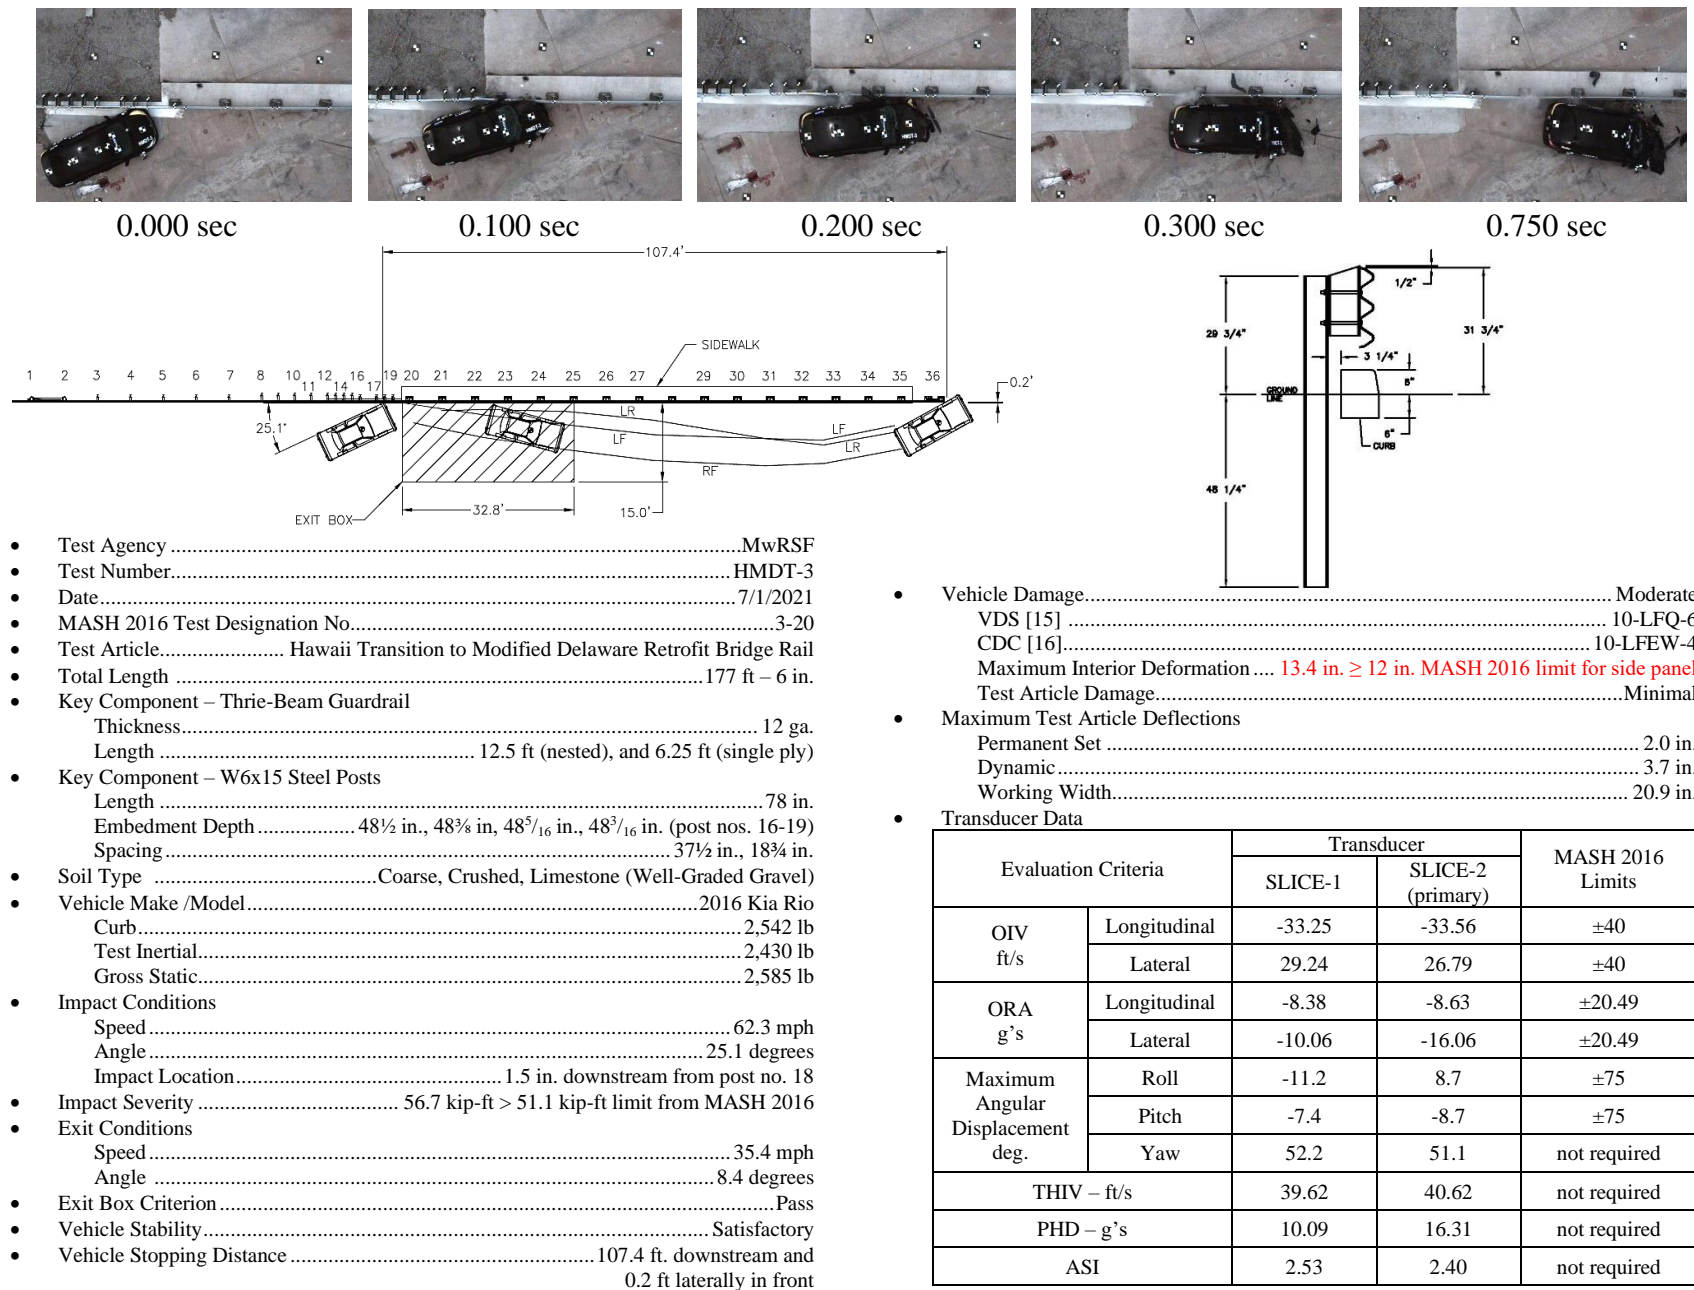 0.000 sec
0.100 sec
0.200 sec
0.300 sec
0.750 sec
107.4'
SIDEWALK
1 2 3 4 5 6 7 8 10 11 12 14 16 17 19 20 21 22 23 24 25 26 27 29 30 31 32 33 34 35 36
0.2'
25.1'
LR
LF
LF
LR
RF
EXIT BOX
32.8'
15.0'
1/2"
29 3/4"
31 3/4"
3 1/4"
GROUND LINE
6"
CURB
48 1/4"
• Test Agency ... MwRSF
• Test Number ... HMDT-3
• Date ... 7/1/2021
• MASH 2016 Test Designation No. ... 3-20
• Test Article ... Hawaii Transition to Modified Delaware Retrofit Bridge Rail
• Total Length ... 177 ft – 6 in.
• Key Component – Thrie-Beam Guardrail
Thickness ... 12 ga.
Length ... 12.5 ft (nested), and 6.25 ft (single ply)
• Key Component – W6x15 Steel Posts
Length ... 78 in.
Embedment Depth ... 48½ in., 48⅜ in, 48⁵/₁₆ in., 48³/₁₆ in. (post nos. 16-19)
Spacing ... 37½ in., 18¾ in.
• Soil Type ... Coarse, Crushed, Limestone (Well-Graded Gravel)
• Vehicle Make /Model ... 2016 Kia Rio
Curb ... 2,542 lb
Test Inertial ... 2,430 lb
Gross Static ... 2,585 lb
• Impact Conditions
Speed ... 62.3 mph
Angle ... 25.1 degrees
Impact Location ... 1.5 in. downstream from post no. 18
• Impact Severity ... 56.7 kip-ft > 51.1 kip-ft limit from MASH 2016
• Exit Conditions
Speed ... 35.4 mph
Angle ... 8.4 degrees
• Exit Box Criterion ... Pass
• Vehicle Stability ... Satisfactory
• Vehicle Stopping Distance ... 107.4 ft. downstream and
0.2 ft laterally in front
• Vehicle Damage ... Moderate
VDS [15] ... 10-LFQ-6
CDC [16] ... 10-LFEW-4
Maximum Interior Deformation .... 13.4 in. ≥ 12 in. MASH 2016 limit for side panel
Test Article Damage ... Minimal
• Maximum Test Article Deflections
Permanent Set ... 2.0 in.
Dynamic ... 3.7 in.
Working Width ... 20.9 in.
• Transducer Data
Evaluation Criteria | Transducer | MASH 2016 Limits
SLICE-1 | SLICE-2 (primary)
OIV ft/s | Longitudinal | -33.25 | -33.56 | ±40
Lateral | 29.24 | 26.79 | ±40
ORA g's | Longitudinal | -8.38 | -8.63 | ±20.49
Lateral | -10.06 | -16.06 | ±20.49
Maximum Angular Displacement deg. | Roll | -11.2 | 8.7 | ±75
Pitch | -7.4 | -8.7 | ±75
Yaw | 52.2 | 51.1 | not required
THIV – ft/s | 39.62 | 40.62 | not required
PHD – g's | 10.09 | 16.31 | not required
ASI | 2.53 | 2.40 | not required